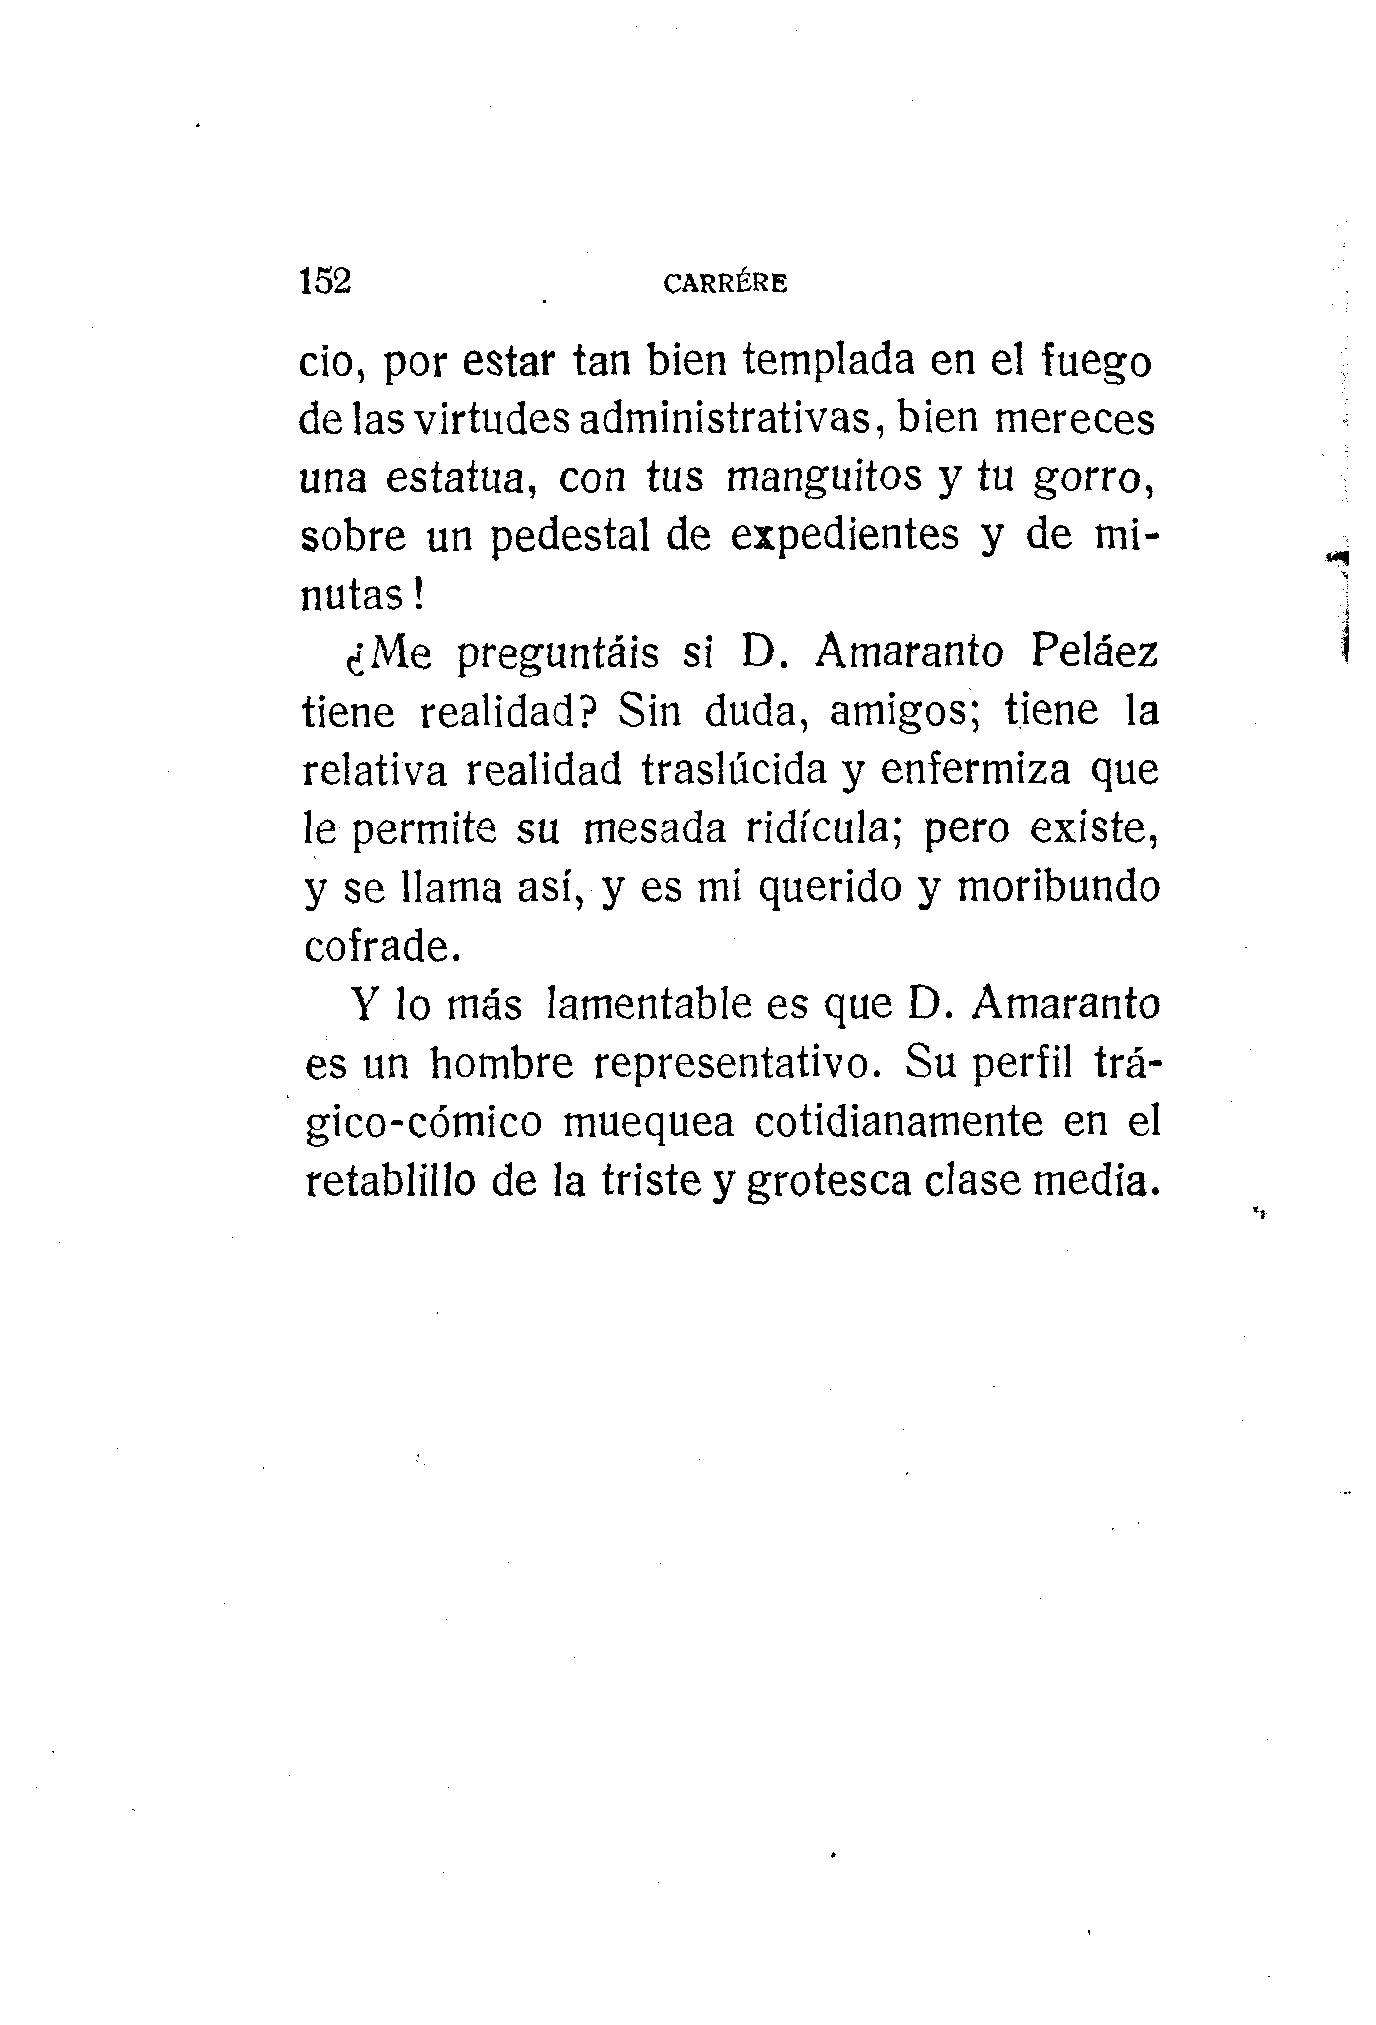 152 CARRÉRE
cio, por estar tan bien templada en el fuego
de las virtudes administrativas, bien mereces
una estatua, con tus manguitos y tu gorro,
sobre un pedestal de expedientes y de mi-
nutas!
¿Me preguntáis si D. Amaranto Peláez
tiene realidad? Sin duda, amigos; tiene la
relativa realidad traslúcida y enfermiza que
le permite su mesada ridícula; pero existe,
y se llama así, y es mi querido y moribundo
cofrade.
Y lo más lamentable es que D. Amaranto
es un hombre representativo. Su perfil trá-
gico-cómico muequea cotidianamente en el
retablillo de la triste y grotesca clase media.